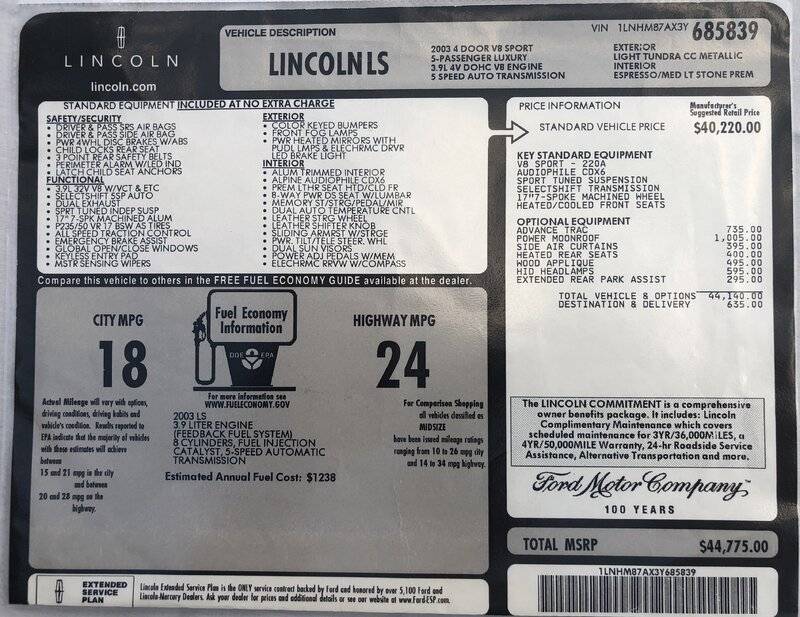 LINCOLN
lincoln.com
VEHICLE DESCRIPTION
LINCOLN LS
2003 4 DOOR V8 SPORT
5-PASSENGER LUXURY
3.9L 4V DOHC V8 ENGINE
5 SPEED AUTO TRANSMISSION
VIN 1LNHM87AX3Y 685839
EXTERIOR
LIGHT TUNDRA CC METALLIC
INTERIOR
ESPRESSO/MED LT STONE PREM
STANDARD EQUIPMENT INCLUDED AT NO EXTRA CHARGE
SAFETY/SECURITY
• DRIVER & PASS SRS AIR BAGS
• DRIVER & PASS SIDE AIR BAG
• PWR 4WHL DISC BRAKES W/ABS
• CHILD LOCKS REAR SEAT
• 3 POINT REAR SAFETY BELTS
• PERIMETER ALARM W/LED IND
• LATCH CHILD SEAT ANCHORS
FUNCTIONAL
• 3.9L 32V V8 W/VCT & ETC
• SELECTSHIFT 5SP AUTO
• DUAL EXHAUST
• SPRT TUNED INDEP SUSP
• 17" 7-SPK MACHINED ALUM
• P235/50 VR 17 BSW AS TIRES
• ALL SPEED TRACTION CONTROL
• EMERGENCY BRAKE ASSIST
• GLOBAL OPEN/CLOSE WINDOWS
• KEYLESS ENTRY PAD
• MSTR SENSING WIPERS
EXTERIOR
• COLOR KEYED BUMPERS
• FRONT FOG LAMPS
• PWR HEATED MIRRORS WITH
PUDL LMPS & ELECHRMC DRVR
• LED BRAKE LIGHT
INTERIOR
• ALUM TRIMMED INTERIOR
• ALPINE AUDIOPHILE CDX6
• PREM LTHR SEAT HTD/CLD FR
• 8-WAY PWR DS SEAT W/LUMBAR
• MEMORY ST/STRG/PEDAL/MIR
• DUAL AUTO TEMPERATURE CNTL
• LEATHER STRG WHEEL
• LEATHER SHIFTER KNOB
• SLIDING ARMRST W/STRGE
• PWR. TILT/TELE STEER. WHL
• DUAL SUN VISORS
• POWER ADJ PEDALS W/MEM
• ELECHRMC RRVW W/COMPASS
PRICE INFORMATION
Manufacturer's
Suggested Retail Price
STANDARD VEHICLE PRICE $40,220.00
KEY STANDARD EQUIPMENT
V8 SPORT - 220A
AUDIOPHILE CDX6
SPORT TUNED SUSPENSION
SELECTSHIFT TRANSMISSION
17"7-SPOKE MACHINED WHEEL
HEATED/COOLED FRONT SEATS
OPTIONAL EQUIPMENT
ADVANCE TRAC 735.00
POWER MOONROOF 1,005.00
SIDE AIR CURTAINS 395.00
HEATED REAR SEATS 400.00
WOOD APPLIQUE 495.00
HID HEADLAMPS 595.00
EXTENDED REAR PARK ASSIST 295.00
TOTAL VEHICLE & OPTIONS 44,140.00
DESTINATION & DELIVERY 635.00
Compare this vehicle to others in the FREE FUEL ECONOMY GUIDE available at the dealer.
CITY MPG
18
Actual Mileage will vary with options,
driving conditions, driving habits and
vehicle's condition. Results reported to
EPA indicate that the majority of vehicles
with these estimates will achieve
between
15 and 21 mpg in the city
and between
20 and 28 mpg on the
highway.
Fuel Economy
Information
DOE EPA
For more information see
WWW.FUELECONOMY.GOV
2003 LS
3.9 LITER ENGINE
(FEEDBACK FUEL SYSTEM)
8 CYLINDERS, FUEL INJECTION
CATALYST, 5-SPEED AUTOMATIC
TRANSMISSION
Estimated Annual Fuel Cost: $1238
HIGHWAY MPG
24
For Comparison Shopping
all vehicles classified as
MIDSIZE
have been issued mileage ratings
ranging from 10 to 26 mpg city
and 14 to 34 mpg highway.
The LINCOLN COMMITMENT is a comprehensive
owner benefits package. It includes: Lincoln
Complimentary Maintenance which covers
scheduled maintenance for 3YR/36,000MILES, a
4YR/50,000MILE Warranty, 24-hr Roadside Service
Assistance, Alternative Transportation and more.
Ford Motor Company™
100 YEARS
TOTAL MSRP $44,775.00
1LNHM87AX3Y685839
EXTENDED
SERVICE
PLAN
Lincoln Extended Service Plan is the ONLY service contract backed by Ford and honored by over 5,100 Ford and
Lincoln-Mercury Dealers. Ask your dealer for prices and additional details or see our website at www.Ford-ESP.com.